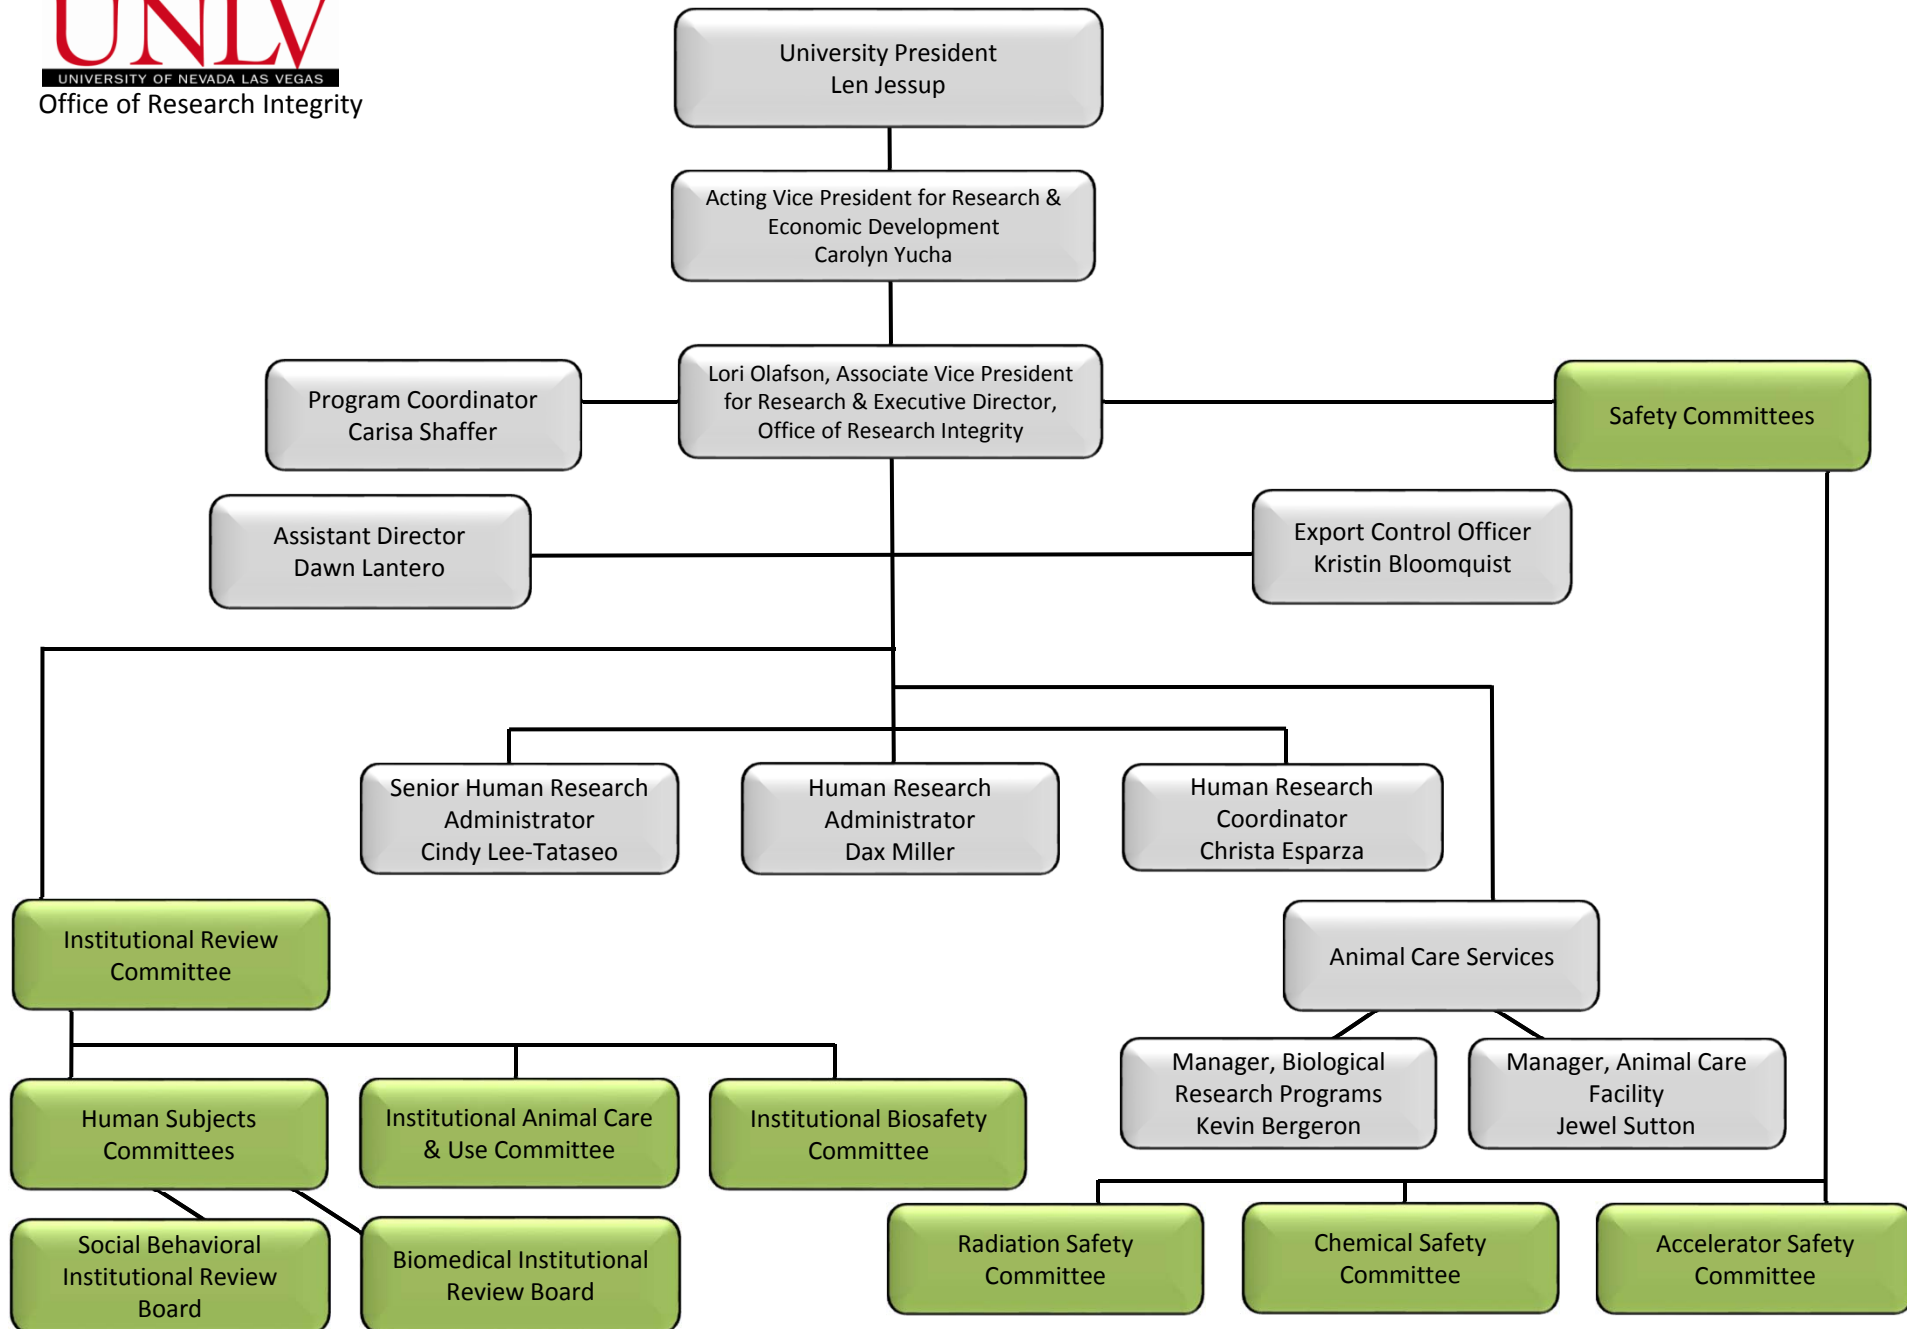 UNLV
UNIVERSITY OF NEVADA LAS VEGAS
Office of Research Integrity
University President
Len Jessup
Acting Vice President for Research &
Economic Development
Carolyn Yucha
Program Coordinator
Carisa Shaffer
Lori Olafson, Associate Vice President
for Research & Executive Director,
Office of Research Integrity
Safety Committees
Assistant Director
Dawn Lantero
Export Control Officer
Kristin Bloomquist
Senior Human Research
Administrator
Cindy Lee-Tataseo
Human Research
Administrator
Dax Miller
Human Research
Coordinator
Christa Esparza
Institutional Review
Committee
Animal Care Services
Manager, Biological
Research Programs
Kevin Bergeron
Manager, Animal Care
Facility
Jewel Sutton
Human Subjects
Committees
Institutional Animal Care
& Use Committee
Institutional Biosafety
Committee
Social Behavioral
Institutional Review
Board
Biomedical Institutional
Review Board
Radiation Safety
Committee
Chemical Safety
Committee
Accelerator Safety
Committee